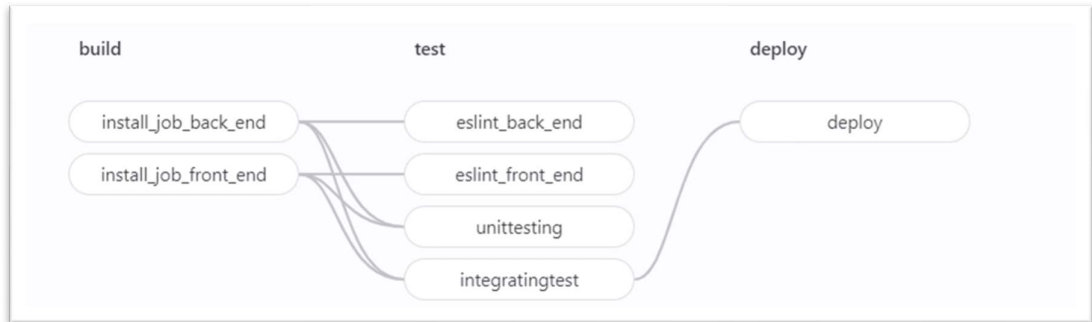 build
test
deploy
install_job_back_end
eslint_back_end
deploy
install_job_front_end
eslint_front_end
unittesting
integratingtest